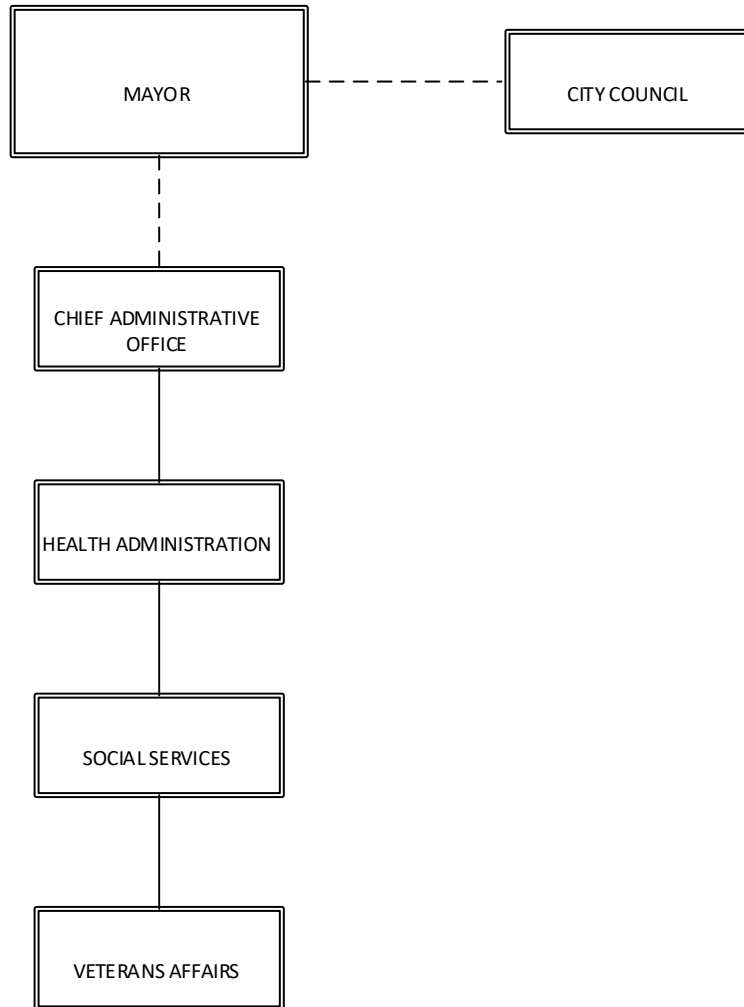 MAYOR
CITY COUNCIL
CHIEF ADMINISTRATIVE
OFFICE
HEALTH ADMINISTRATION
SOCIAL SERVICES
VETERANS AFFAIRS